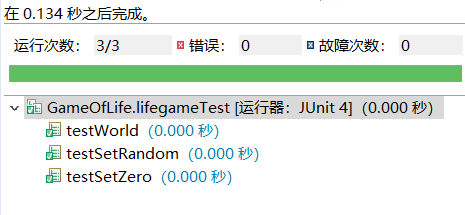 在 0.134 秒之后完成。
运行次数： 3/3 错误： 0 故障次数： 0
GameOfLife.lifegameTest [运行器：JUnit 4]（0.000 秒）
testWorld（0.000 秒）
testSetRandom（0.000 秒）
testSetZero（0.000 秒）